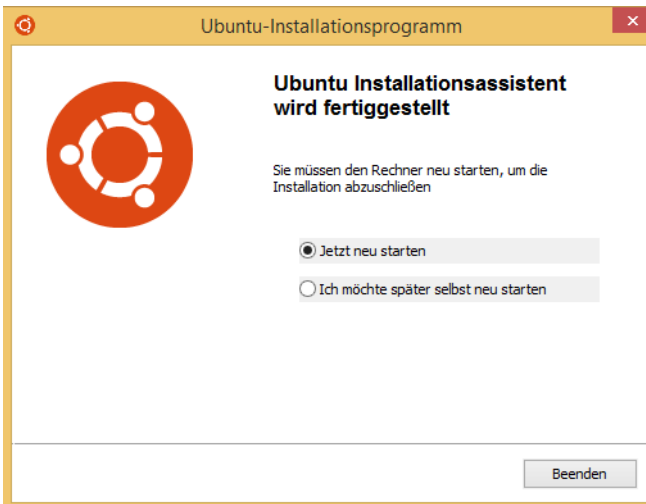 Ubuntu-Installationsprogramm
Ubuntu Installationsassistent
wird fertiggestellt
Sie müssen den Rechner neu starten, um die
Installation abzuschließen
Jetzt neu starten
Ich möchte später selbst neu starten
Beenden